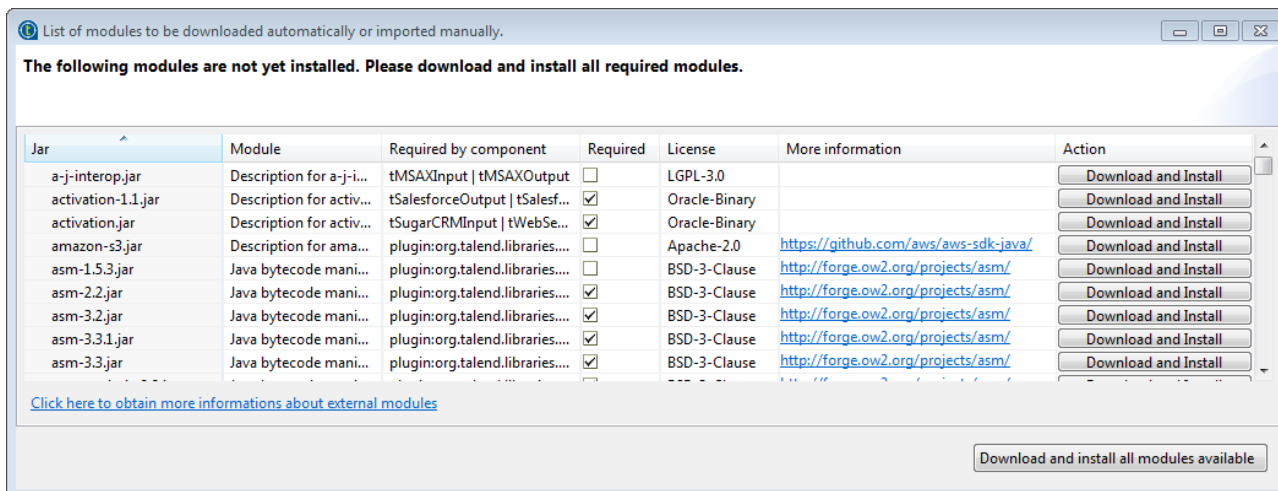 List of modules to be downloaded automatically or imported manually.
The following modules are not yet installed. Please download and install all required modules.
Jar Module Required by component Required License More information Action
a-j-interop.jar Description for a-j-i... tMSAXInput | tMSAXOutput LGPL-3.0 Download and Install
activation-1.1.jar Description for activ... tSalesforceOutput | tSalesf... Oracle-Binary Download and Install
activation.jar Description for activ... tSugarCRMInput | tWebSe... Oracle-Binary Download and Install
amazon-s3.jar Description for ama... plugin:org.talend.libraries.... Apache-2.0 https://github.com/aws/aws-sdk-java/ Download and Install
asm-1.5.3.jar Java bytecode mani... plugin:org.talend.libraries.... BSD-3-Clause http://forge.ow2.org/projects/asm/ Download and Install
asm-2.2.jar Java bytecode mani... plugin:org.talend.libraries.... BSD-3-Clause http://forge.ow2.org/projects/asm/ Download and Install
asm-3.2.jar Java bytecode mani... plugin:org.talend.libraries.... BSD-3-Clause http://forge.ow2.org/projects/asm/ Download and Install
asm-3.3.1.jar Java bytecode mani... plugin:org.talend.libraries.... BSD-3-Clause http://forge.ow2.org/projects/asm/ Download and Install
asm-3.3.jar Java bytecode mani... plugin:org.talend.libraries.... BSD-3-Clause http://forge.ow2.org/projects/asm/ Download and Install
Click here to obtain more informations about external modules
Download and install all modules available